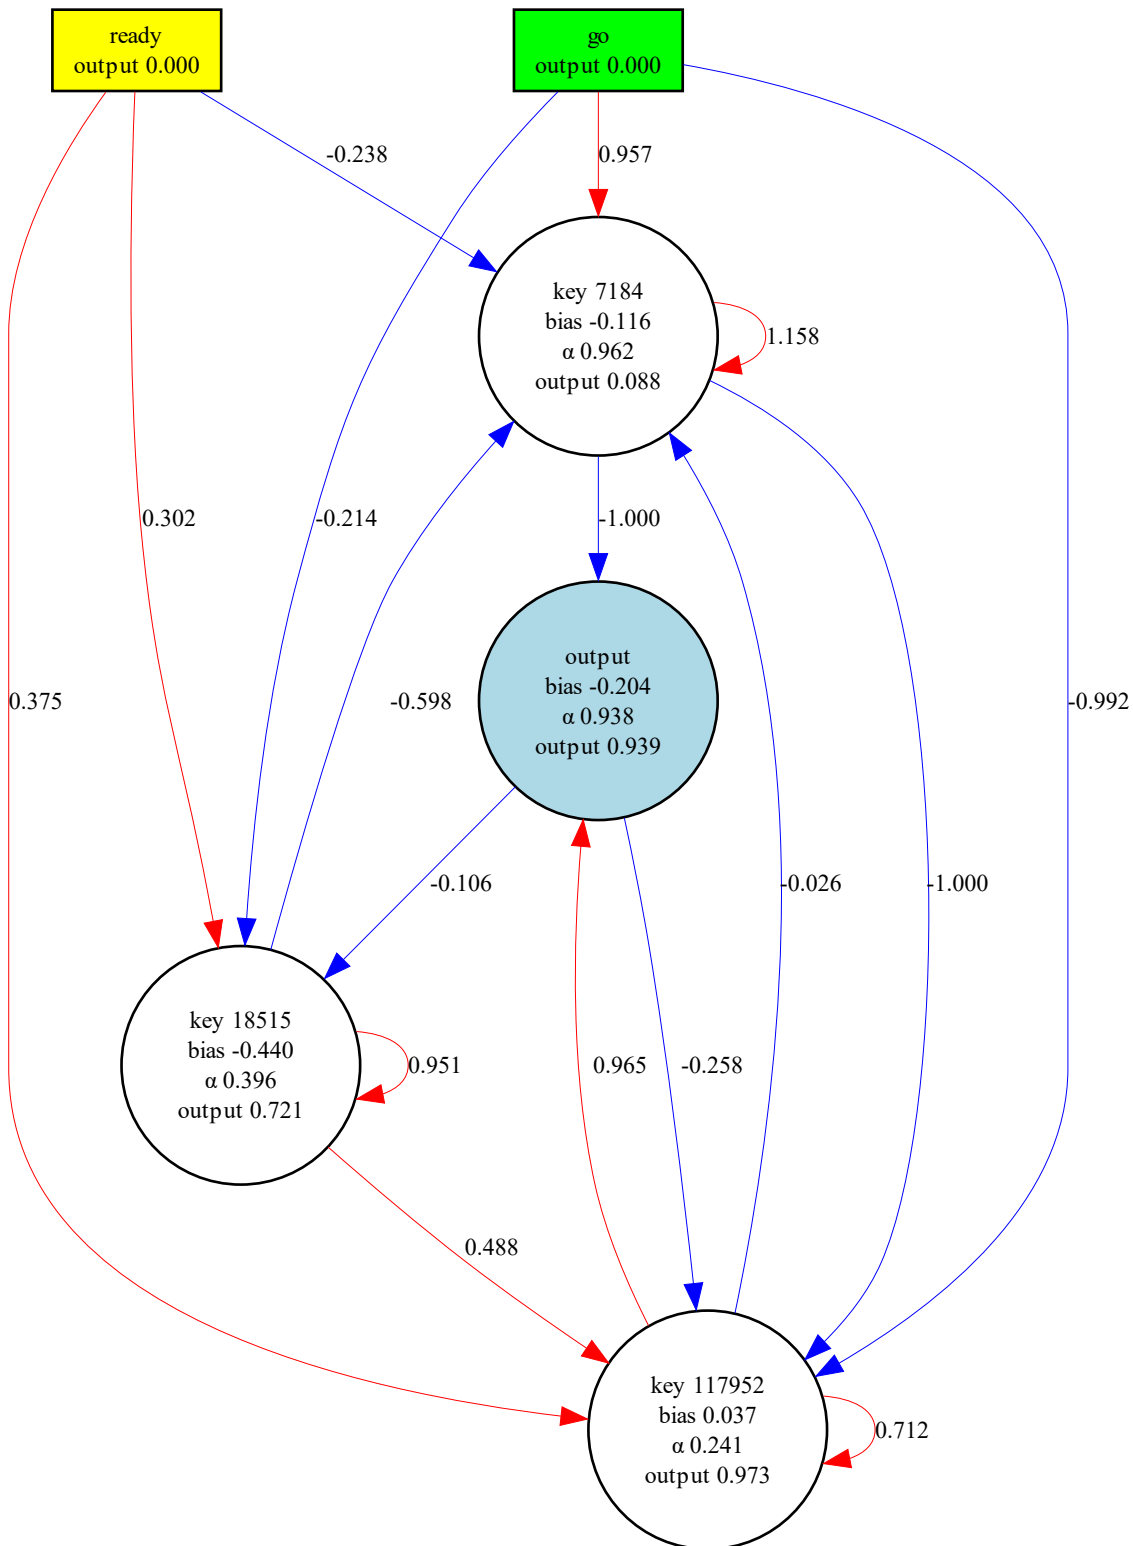 ready
output 0.000
go
output 0.000
-0.238
0.957
key 7184
bias -0.116
α 0.962
output 0.088
1.158
0.302
-0.214
-1.000
0.375
-0.598
output
bias -0.204
α 0.938
output 0.939
-0.992
-0.106
-0.026
-1.000
key 18515
bias -0.440
α 0.396
output 0.721
0.951
0.965
-0.258
0.488
key 117952
bias 0.037
α 0.241
output 0.973
0.712